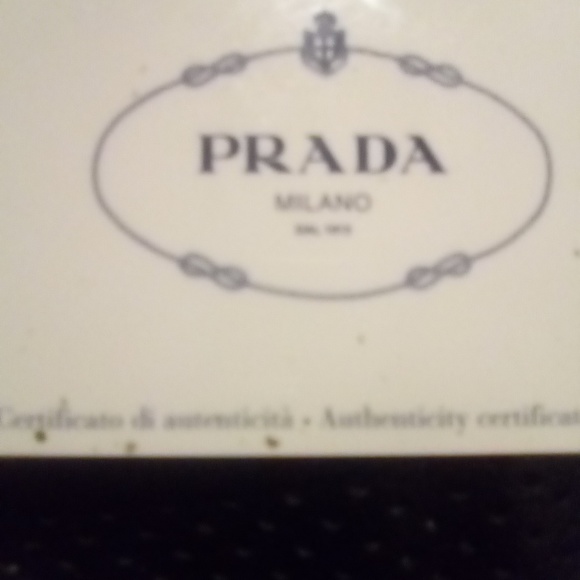 PRADA
MILANO
DAL 1913
Certificato di autenticità • Authenticity certificat